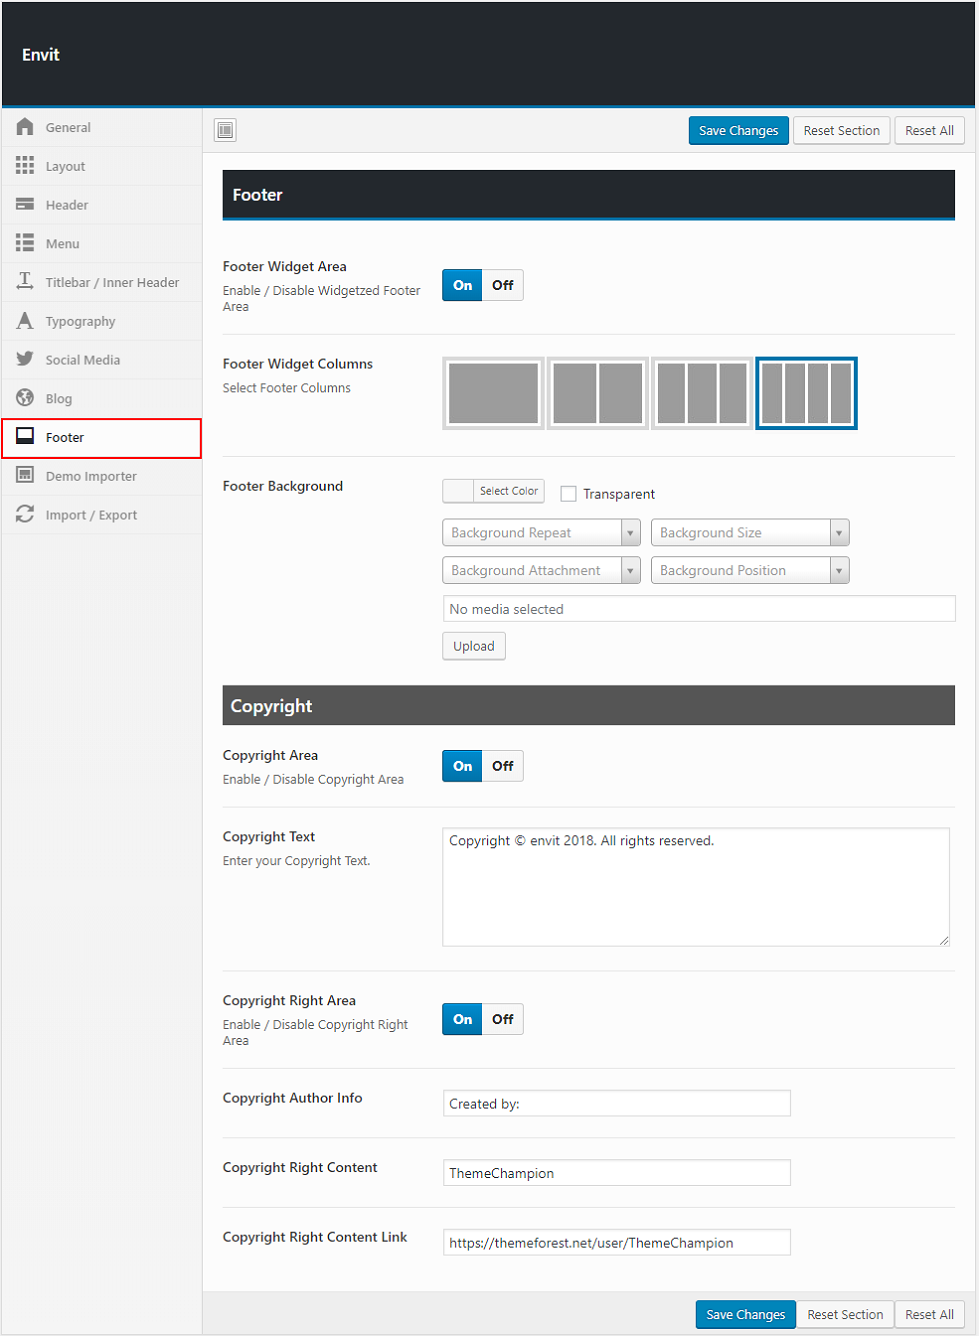 Envit
General
Layout
Header
Menu
Titlebar / Inner Header
Typography
Social Media
Blog
Footer
Demo Importer
Import / Export
Save Changes
Reset Section
Reset All
Footer
Footer Widget Area
Enable / Disable Widgetzed Footer
Area
On Off
Footer Widget Columns
Select Footer Columns
Footer Background
Select Color
Transparent
Background Repeat
Background Size
Background Attachment
Background Position
No media selected
Upload
Copyright
Copyright Area
Enable / Disable Copyright Area
On Off
Copyright Text
Enter your Copyright Text.
Copyright © envit 2018. All rights reserved.
Copyright Right Area
Enable / Disable Copyright Right
Area
On Off
Copyright Author Info
Created by:
Copyright Right Content
ThemeChampion
Copyright Right Content Link
https://themeforest.net/user/ThemeChampion
Save Changes
Reset Section
Reset All